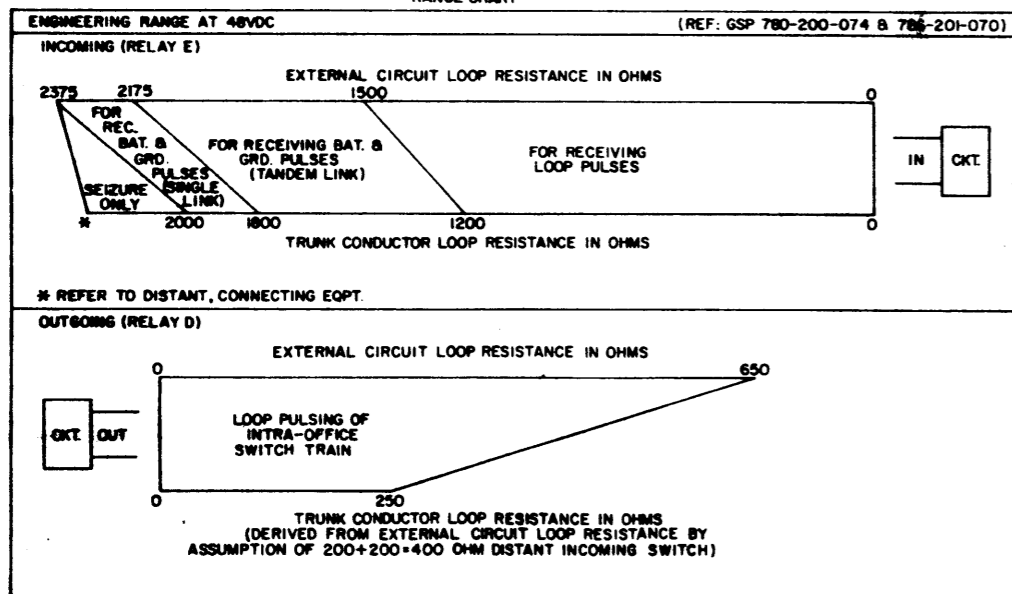 RANGE CHART
ENGINEERING RANGE AT 48VDC (REF: GSP 780-200-074 & 786-201-070)
INCOMING (RELAY E)
EXTERNAL CIRCUIT LOOP RESISTANCE IN OHMS
2375 2175 1500 0
FOR
REC.
BAT. &
GRD.
PULSES
(SINGLE
LINK)
FOR RECEIVING BAT. &
GRD. PULSES
(TANDEM LINK)
FOR RECEIVING
LOOP PULSES
IN CKT.
SEIZURE
ONLY
* 2000 1800 1200 0
TRUNK CONDUCTOR LOOP RESISTANCE IN OHMS
* REFER TO DISTANT, CONNECTING EQPT.
OUTGOING (RELAY D)
EXTERNAL CIRCUIT LOOP RESISTANCE IN OHMS
0 650
CKT. OUT
LOOP PULSING OF
INTRA-OFFICE
SWITCH TRAIN
0 250
TRUNK CONDUCTOR LOOP RESISTANCE IN OHMS
(DERIVED FROM EXTERNAL CIRCUIT LOOP RESISTANCE BY
ASSUMPTION OF 200+200=400 OHM DISTANT INCOMING SWITCH)